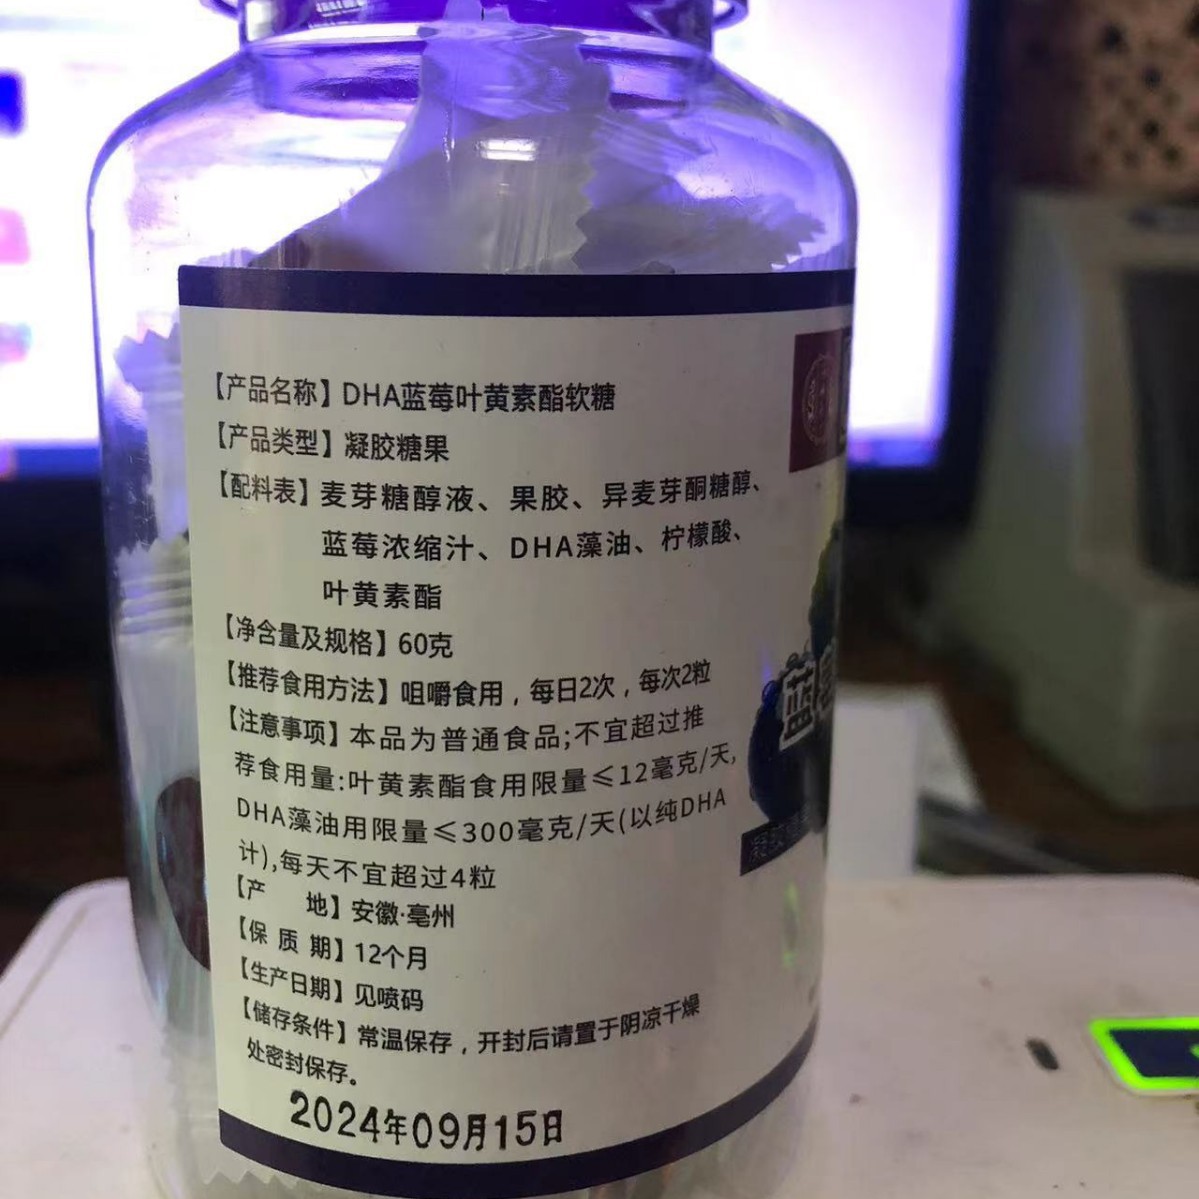 【产品名称】DHA蓝莓叶黄素酯软糖
【产品类型】凝胶糖果
【配料表】麦芽糖醇液、果胶、异麦芽酮糖醇、
蓝莓浓缩汁、DHA藻油、柠檬酸、
叶黄素酯
【净含量及规格】60克
【推荐食用方法】咀嚼食用，每日2次，每次2粒
【注意事项】本品为普通食品;不宜超过推
荐食用量:叶黄素酯食用限量≤12毫克/天,
DHA藻油用限量≤300毫克/天(以纯DHA
计),每天不宜超过4粒
【产 地】安徽·亳州
【保 质 期】12个月
【生产日期】见喷码
【储存条件】常温保存，开封后请置于阴凉干燥
处密封保存。
2024年09月15日
蓝
凝胶